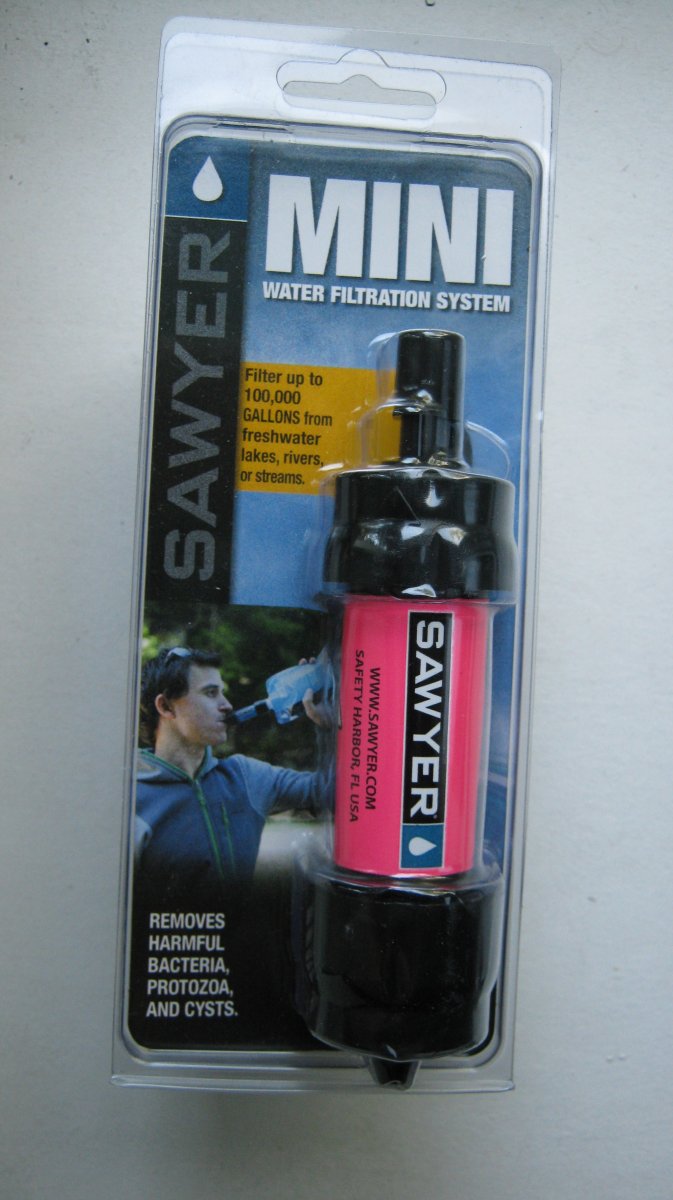 SAWYER
MINI
WATER FILTRATION SYSTEM
Filter up to
100,000
GALLONS from
freshwater
lakes, rivers,
or streams.
SAWYER®
WWW.SAWYER.COM
SAFETY HARBOR, FL USA
REMOVES
HARMFUL
BACTERIA,
PROTOZOA,
AND CYSTS.